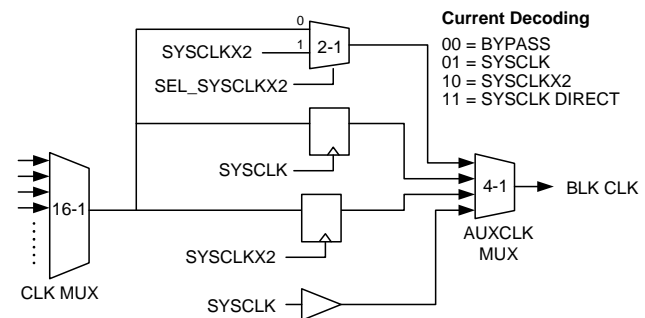 Current Decoding
00 = BYPASS
01 = SYSCLK
10 = SYSCLKX2
11 = SYSCLK DIRECT
0
1
2-1
SYSCLKX2
SEL_SYSCLKX2
SYSCLK
16-1
4-1
BLK CLK
AUXCLK
MUX
SYSCLKX2
CLK MUX
SYSCLK